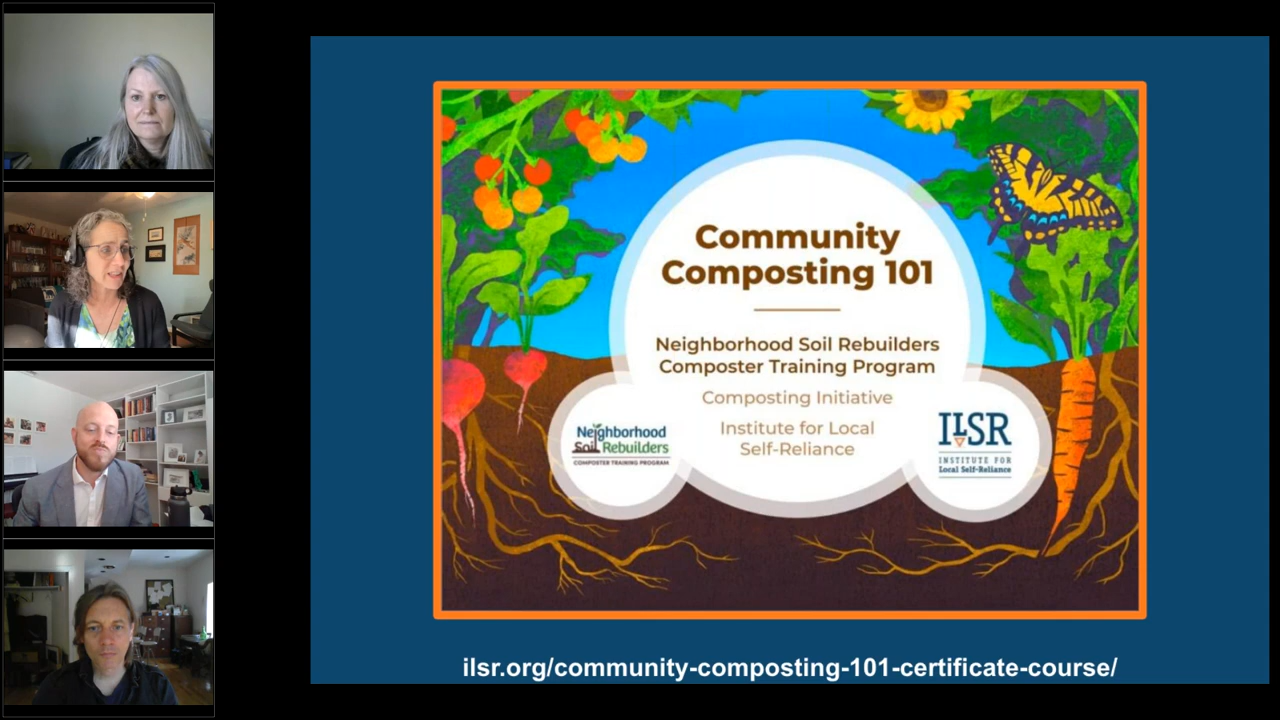 Community
Composting 101
Neighborhood Soil Rebuilders
Composter Training Program
Composting Initiative
Institute for Local
Self-Reliance
Neighborhood
Soil Rebuilders
COMPOSTER TRAINING PROGRAM
ILSR
INSTITUTE FOR
Local Self-Reliance
ilsr.org/community-composting-101-certificate-course/